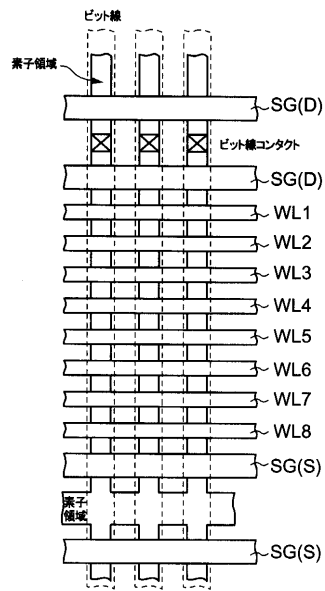 ビット線
素子領域
SG(D)
ビット線コンタクト
SG(D)
WL1
WL2
WL3
WL4
WL5
WL6
WL7
WL8
SG(S)
素子
領域
SG(S)